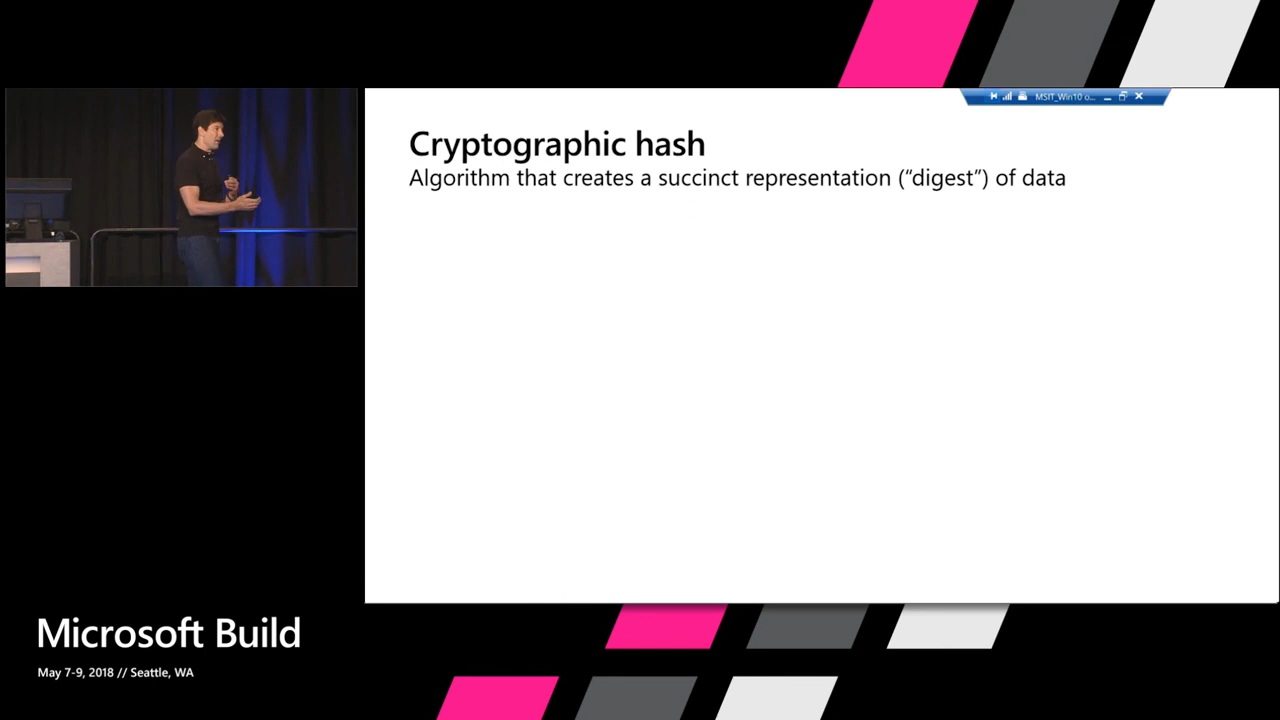 MSIT_Win10 o...
Cryptographic hash
Algorithm that creates a succinct representation (“digest”) of data
Microsoft Build
May 7-9, 2018 // Seattle, WA